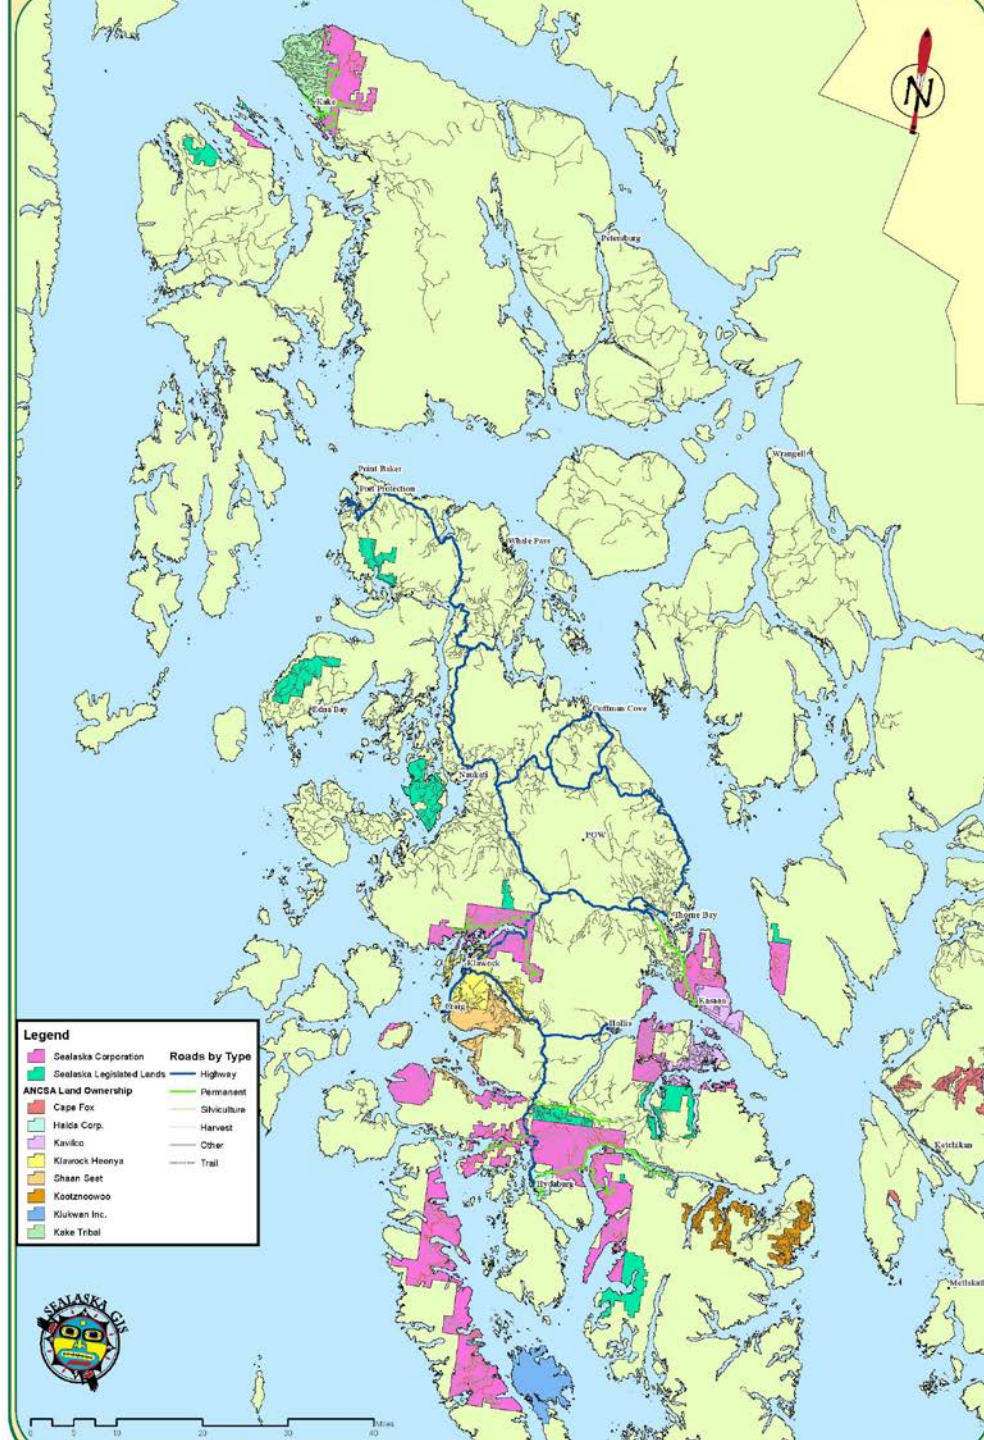 N
Kake
Petersburg
Point Baker
Port Protection
Wrangell
Whale Pass
Edna Bay
Coffman Cove
Naukati
POW
Thorne Bay
Klawock
Kasaan
Craig
Hollis
Hydaburg
Ketchikan
Legend
Sealaska Corporation
Sealaska Legislated Lands
ANCSA Land Ownership
Cape Fox
Haida Corp.
Kavilco
Klawock Heenya
Shaan Seet
Kootznoowoo
Klukwan Inc.
Kake Tribal
Roads by Type
Highway
Permanent
Silviculture
Harvest
Other
Trail
SEALASKA GIS
0 5 10 20 30 40
Miles